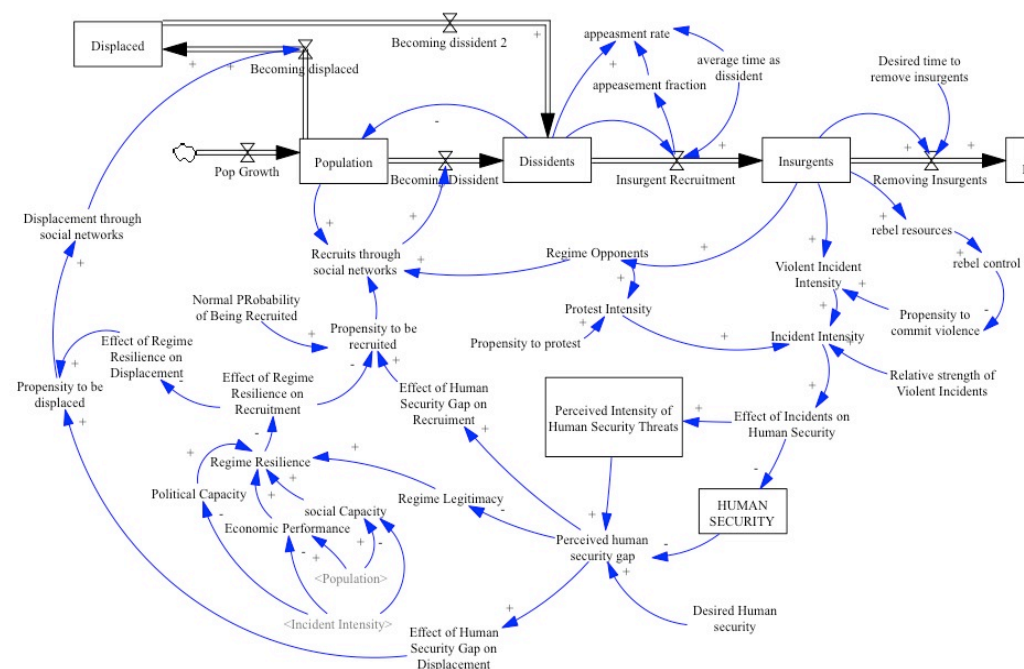 Displaced
Becoming dissident 2
appeasment rate
Becoming displaced
average time as
dissident
Desired time to
remove insurgents
appeasement fraction
Population
Dissidents
Insurgents
Pop Growth
Becoming Dissident
Insurgent Recruitment
Removing Insurgents
Displacement through
social networks
rebel resources
Recruits through
social networks
Regime Opponents
rebel control
Violent Incident
Intensity
Normal PRobability
of Being Recruited
Protest Intensity
Propensity to
commit violence
Propensity to be
recruited
Propensity to protest
Incident Intensity
Effect of Regime
Resilience on
Displacement
Propensity to be
displaced
Effect of Regime
Resilience on
Recruitment
Effect of Human
Security Gap on
Recruiment
Relative strength of
Violent Incidents
Perceived Intensity of
Human Security Threats
Effect of Incidents on
Human Security
Regime Resilience
Political Capacity
Regime Legitimacy
HUMAN
SECURITY
social Capacity
Economic Performance
Perceived human
security gap
<Population>
<Incident Intensity>
Desired Human
security
Effect of Human
Security Gap on
Displacement